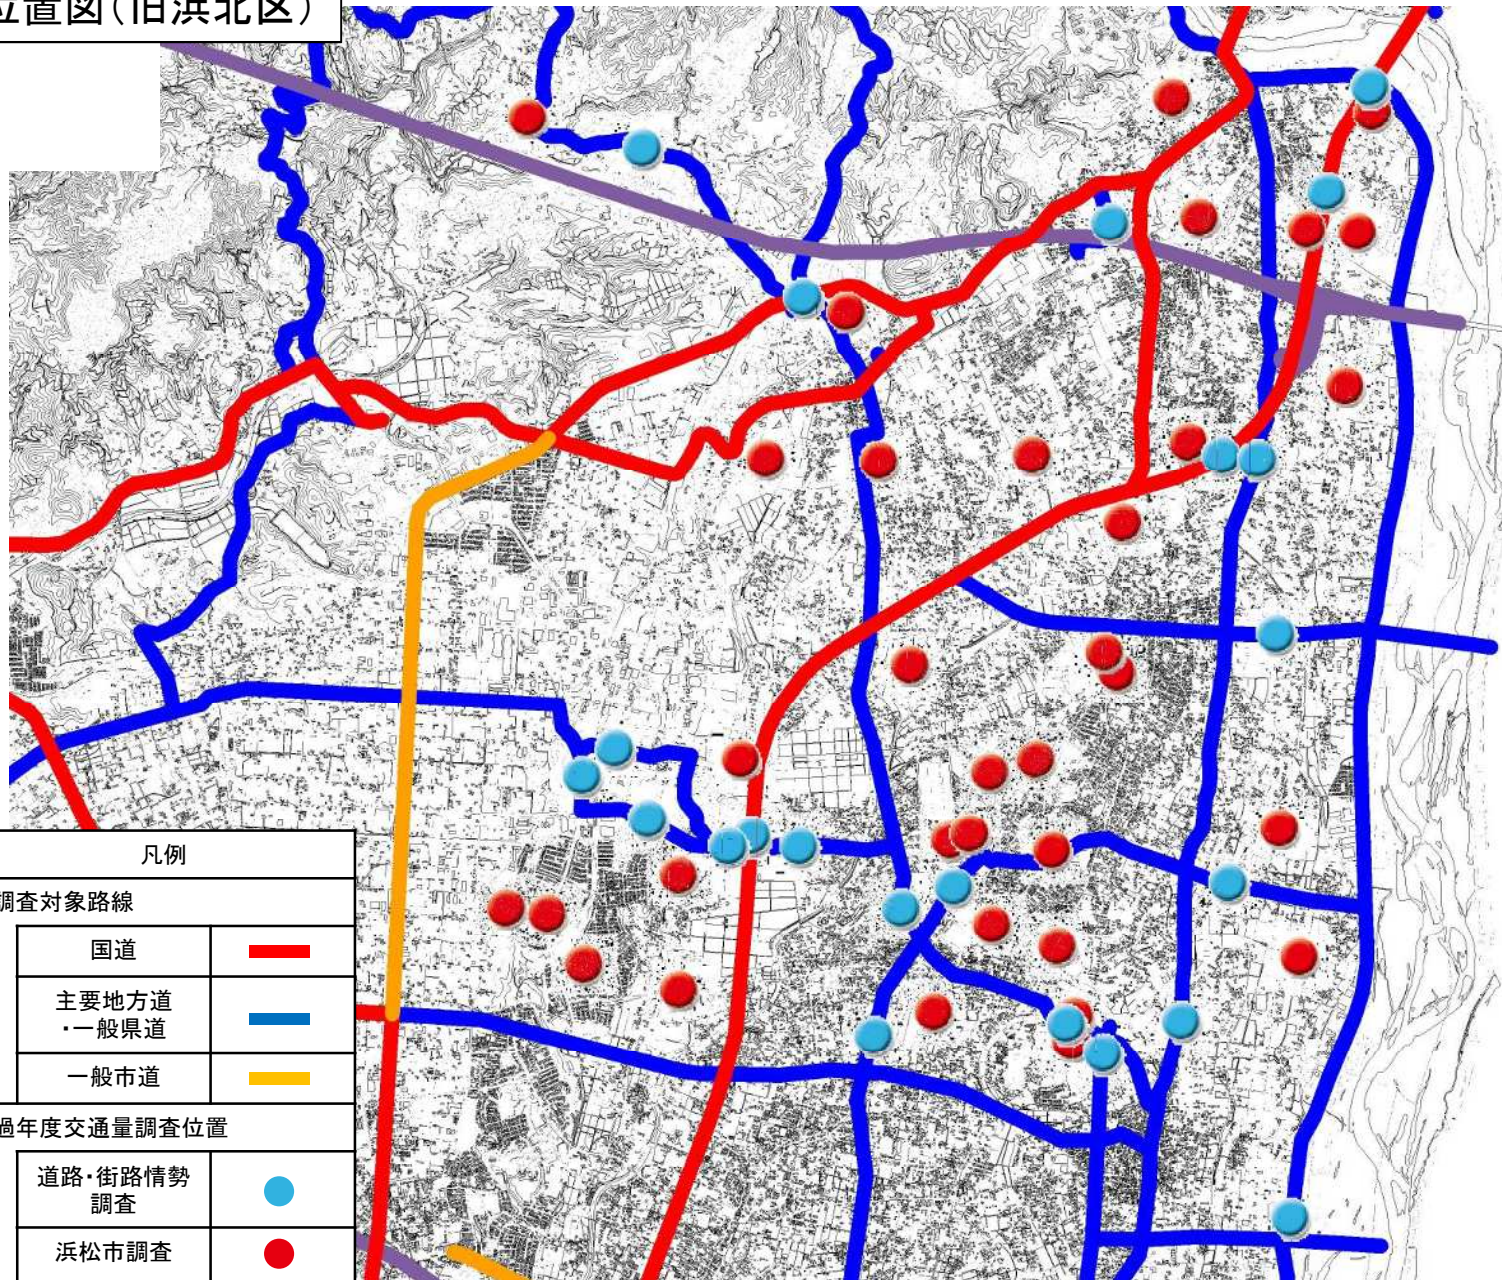 位置図（旧浜北区）
凡例
調査対象路線
国道
主要地方道
・一般県道
一般市道
過年度交通量調査位置
道路・街路情勢
調査
浜松市調査